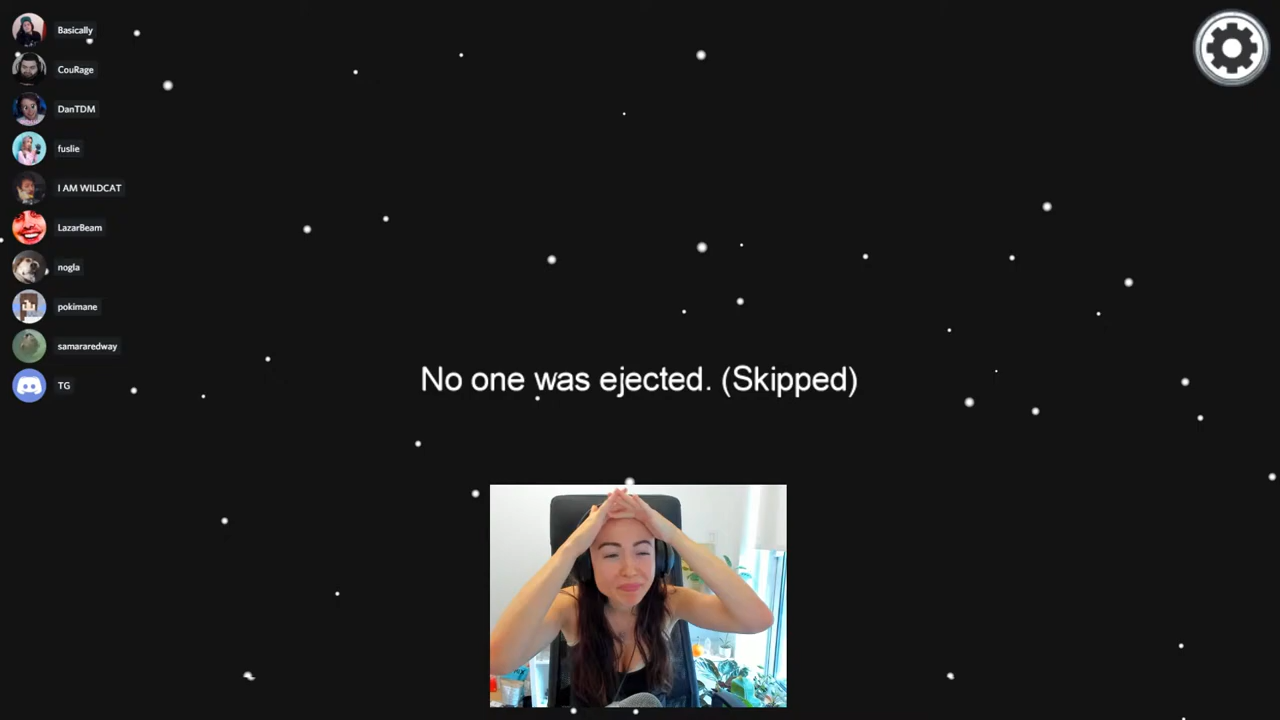 Basically
CouRage
DanTDM
fuslie
I AM WILDCAT
LazarBeam
nogla
pokimane
samararedway
TG
No one was ejected. (Skipped)